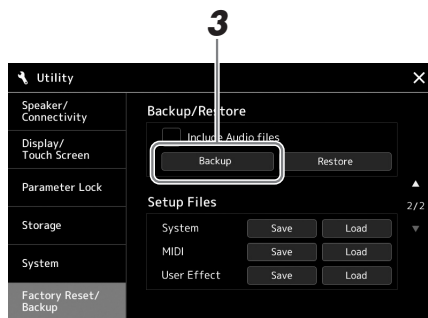 3
Utility
Speaker/
Connectivity
Display/
Touch Screen
Parameter Lock
Storage
System
Factory Reset/
Backup
Backup/Restore
Include Audio files
Backup Restore
Setup Files
System Save Load
MIDI Save Load
User Effect Save Load
2/2